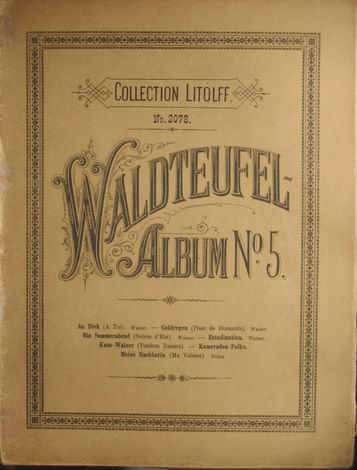 COLLECTION LITOLFF.
No. 2078.
WALDTEUFEL-
ALBUM No. 5.
An Dich (A Toi). Walzer. — Goldregen (Pluie de Diamants). Walzer.
Ein Sommerabend (Soirée d'Eté). Walzer. — Estudiantina. Walzer.
Kuss-Walzer (Tendres Baisers). — Kameraden-Polka.
Meine Nachbarin (Ma Voisine). Polka.